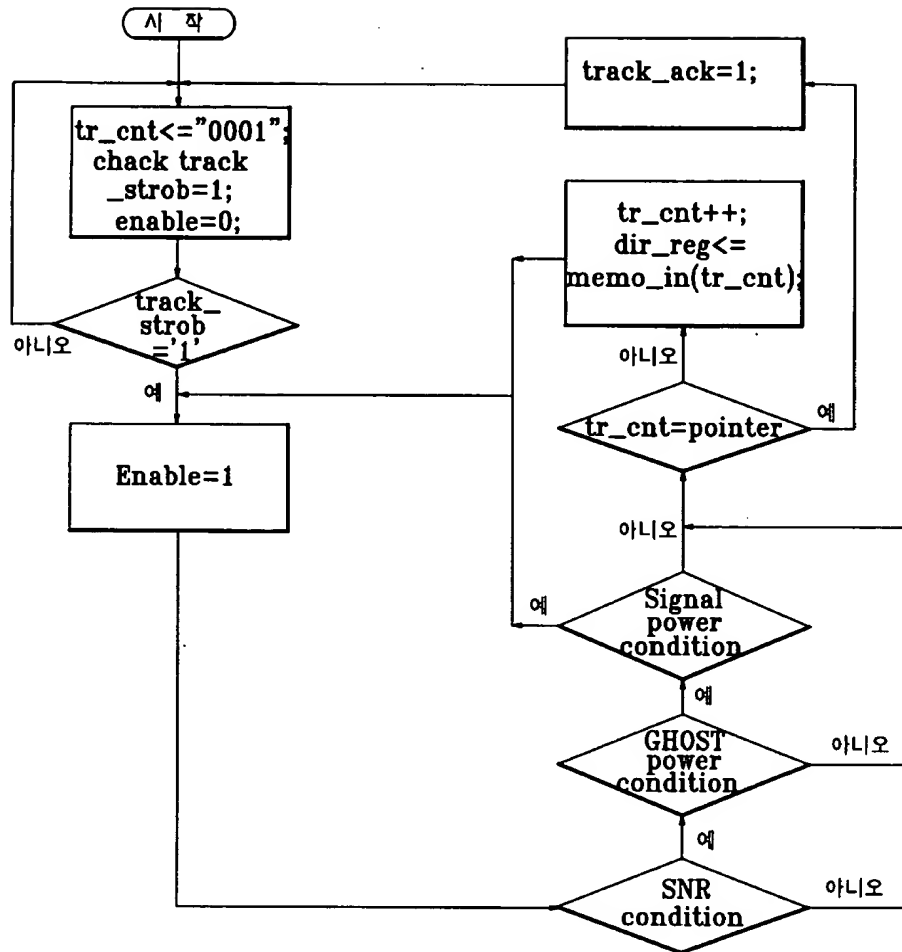 시 작
tr_cnt<="0001";
chack track
_strob=1;
enable=0;
track_
strob
='1'
아니오
예
Enable=1
track_ack=1;
tr_cnt++;
dir_reg<=
memo_in(tr_cnt);
아니오
tr_cnt=pointer
예
아니오
Signal
power
condition
예
예
GHOST
power
condition
아니오
예
SNR
condition
아니오